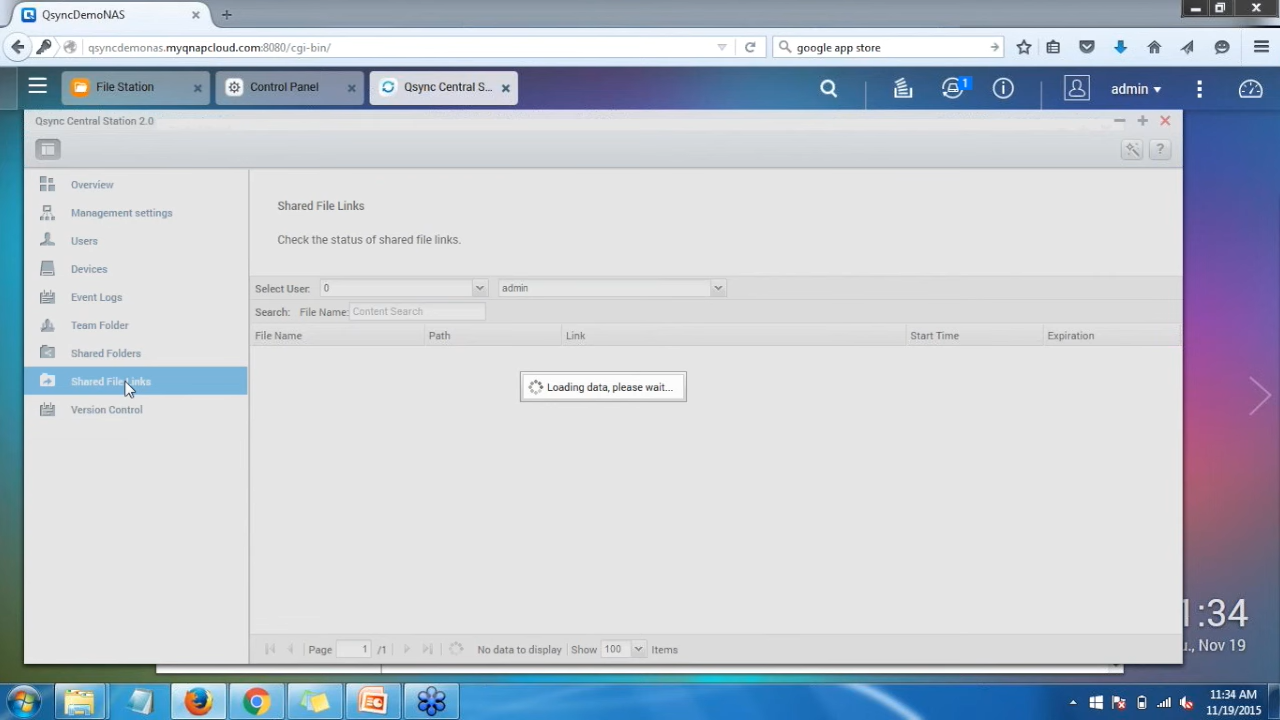 QsyncDemoNAS
qsyncdemonas.myqnapcloud.com:8080/cgi-bin/
google app store
File Station
Control Panel
Qsync Central S...
1
admin
Qsync Central Station 2.0
?
Overview
Management settings
Users
Devices
Event Logs
Team Folder
Shared Folders
Shared File Links
Version Control
Shared File Links
Check the status of shared file links.
Select User: 0 admin
Search: File Name: Content Search
File Name Path Link Start Time Expiration
Loading data, please wait...
Page 1 /1 No data to display Show 100 Items
1:34
u., Nov 19
11:34 AM
11/19/2015